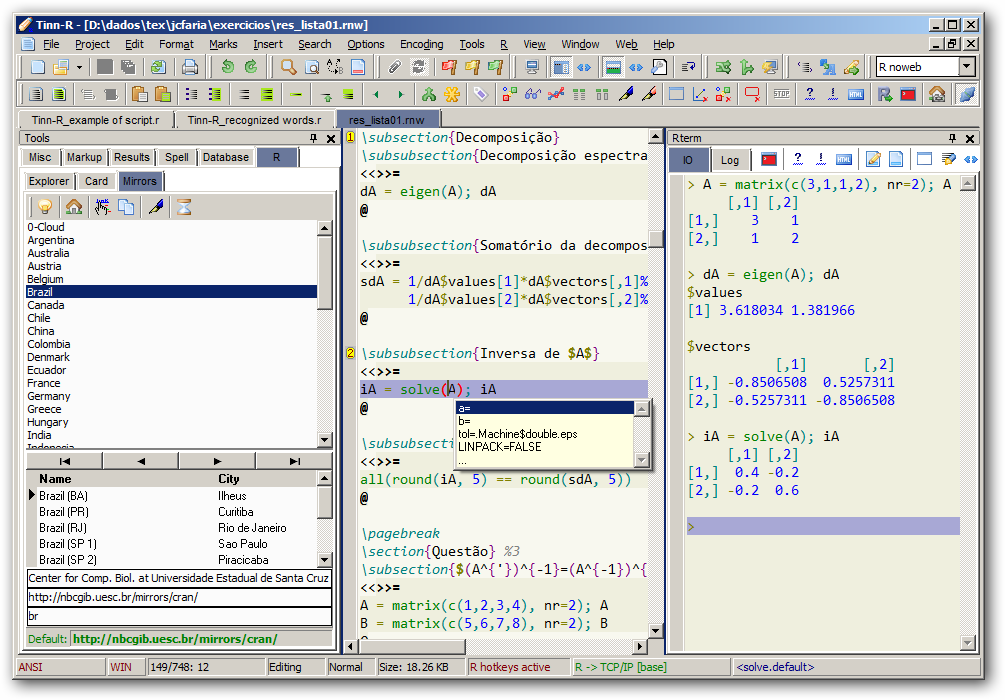 Tinn-R - [D:\dados\tex\jcfaria\exercicios\res_lista01.rnw]
File Project Edit Format Marks Insert Search Options Encoding Tools R View Window Web Help
R noweb
STOP
HTML
Tinn-R_example of script.r
Tinn-R_recognized words.r
res_lista01.rnw
Tools
Misc Markup Results Spell Database R
Explorer Card Mirrors
0-Cloud
Argentina
Australia
Austria
Belgium
Brazil
Canada
Chile
China
Colombia
Denmark
Ecuador
France
Germany
Greece
Hungary
India
Indonesia
Name City
Brazil (BA) Ilheus
Brazil (PR) Curitiba
Brazil (RJ) Rio de Janeiro
Brazil (SP 1) Sao Paulo
Brazil (SP 2) Piracicaba
Center for Comp. Biol. at Universidade Estadual de Santa Cruz
http://nbcgib.uesc.br/mirrors/cran/
br
Default: http://nbcgib.uesc.br/mirrors/cran/
1
\subsection{Decomposição}
\subsubsection{Decomposição espectra
<<>>=
dA = eigen(A); dA
@
\subsubsection{Somatório da decompos
<<>>=
sdA = 1/dA$values[1]*dA$vectors[,1]%
1/dA$values[2]*dA$vectors[,2]%
@
2
\subsubsection{Inversa de $A$}
<<>>=
iA = solve(A); iA
@
a=
b=
tol=.Machine$double.eps
LINPACK=FALSE
...
\subsubs
<<>>=
all(round(iA, 5) == round(sdA, 5))
@
\pagebreak
\section{Questão} %3
\subsection{$(A^{'})^{-1}=(A^{-1})^{
<<>>=
A = matrix(c(1,2,3,4), nr=2); A
B = matrix(c(5,6,7,8), nr=2); B
Rterm
IO Log
HTML
> A = matrix(c(3,1,1,2), nr=2); A
[,1] [,2]
[1,] 3 1
[2,] 1 2
> dA = eigen(A); dA
$values
[1] 3.618034 1.381966
$vectors
[,1] [,2]
[1,] -0.8506508 0.5257311
[2,] -0.5257311 -0.8506508
> iA = solve(A); iA
[,1] [,2]
[1,] 0.4 -0.2
[2,] -0.2 0.6
>
ANSI WIN 149/748: 12 Editing Normal Size: 18.26 KB R hotkeys active R -> TCP/IP [base] <solve.default>